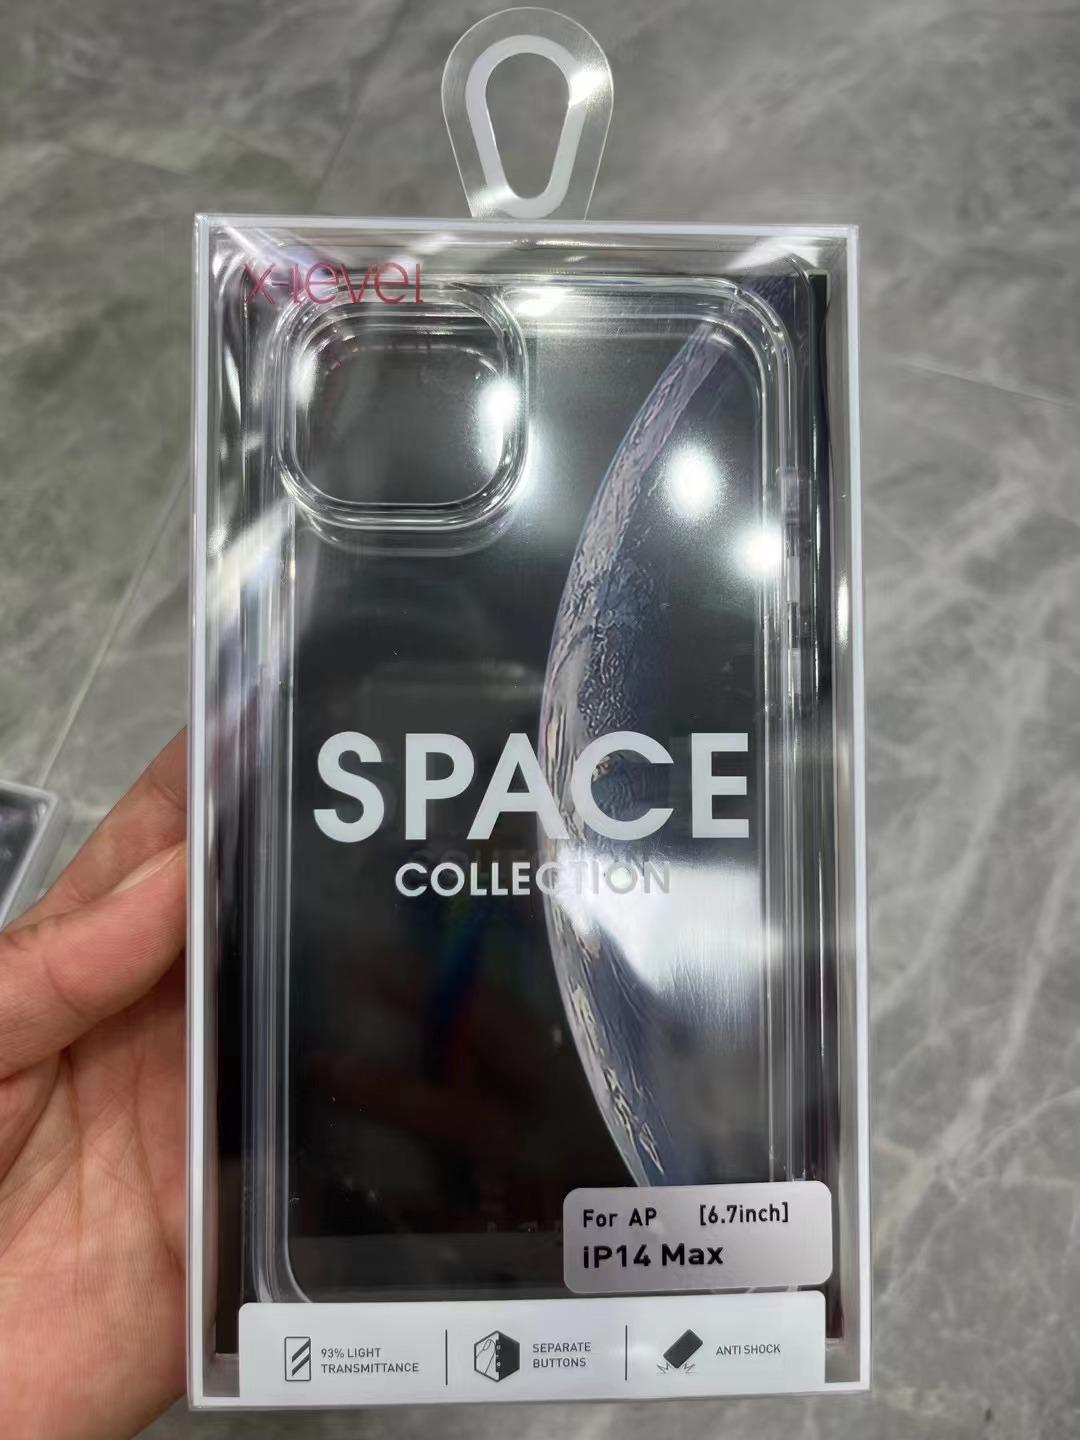 x-level
SPACE
COLLECTION
For AP [6.7inch]
iP14 Max
93% LIGHT
TRANSMITTANCE
SEPARATE
BUTTONS
ANTI SHOCK